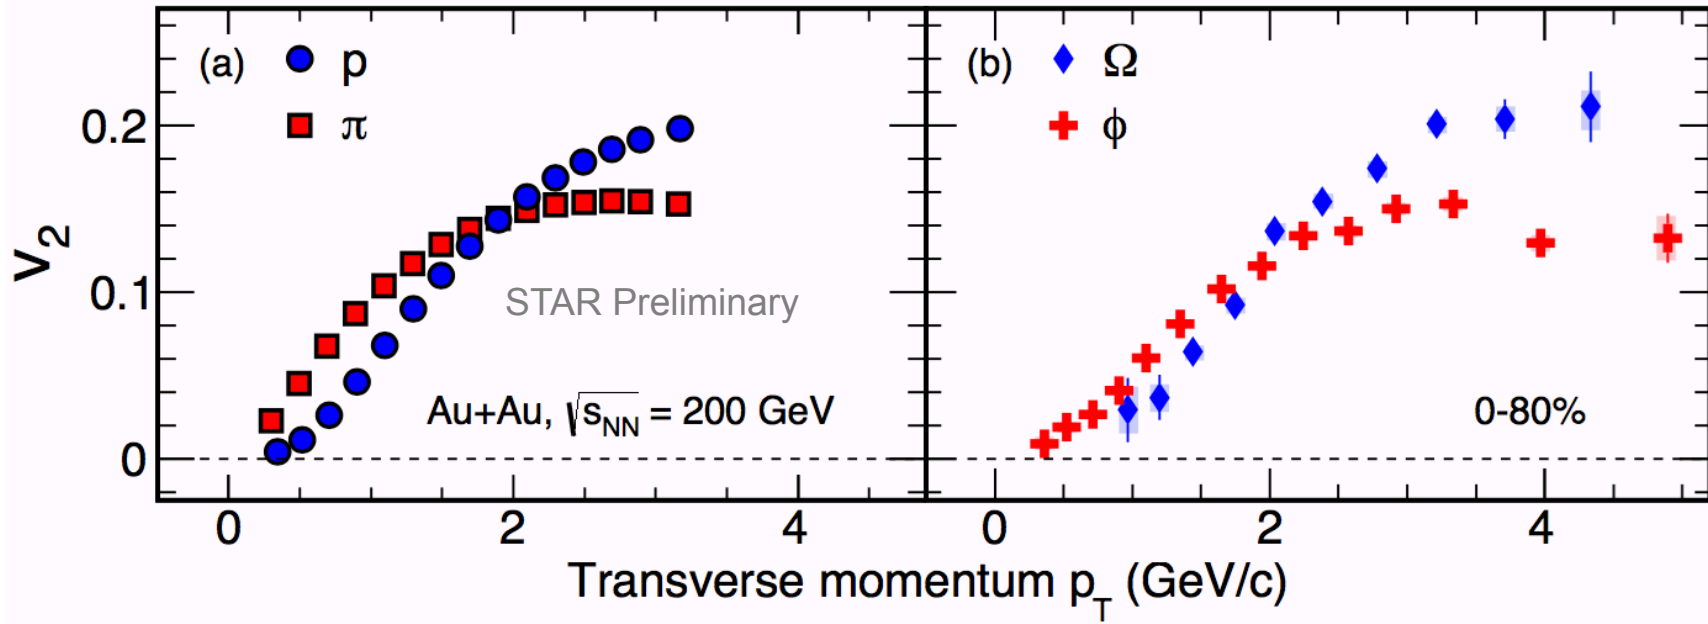 (a) p
π
(b) Ω
ϕ
0.2
0.1
0
v2
STAR Preliminary
Au+Au, √sNN = 200 GeV
0-80%
0 2 4
0 2 4
Transverse momentum pT (GeV/c)